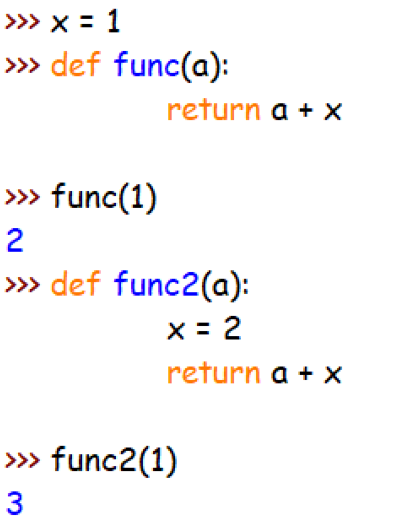 >>> x = 1
>>> def func(a):
return a + x
>>> func(1)
2
>>> def func2(a):
x = 2
return a + x
>>> func2(1)
3